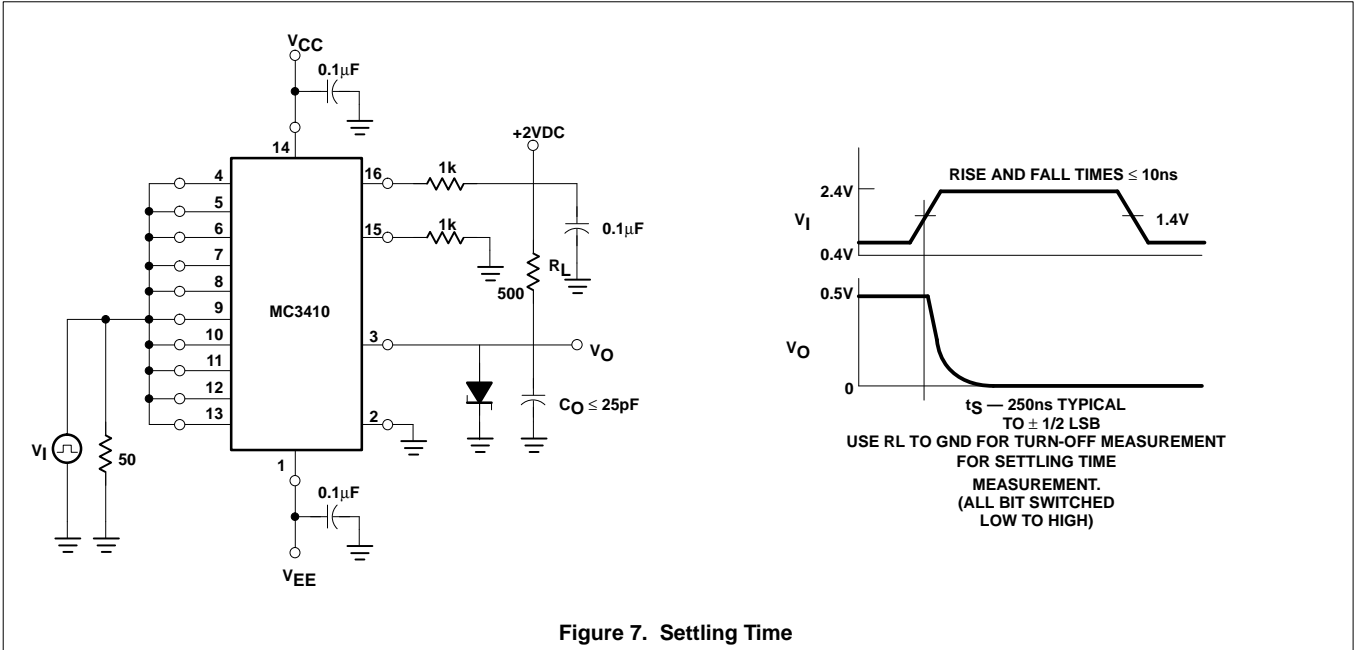 VCC
0.1μF
14
+2VDC
4
5
6
7
8
9
10
11
12
13
MC3410
16
1k
15
1k
0.1μF
RL
500
3
VO
CO ≤ 25pF
2
VI
50
1
0.1μF
VEE
RISE AND FALL TIMES ≤ 10ns
2.4V
VI
1.4V
0.4V
0.5V
VO
0
tS — 250ns TYPICAL
TO ± 1/2 LSB
USE RL TO GND FOR TURN-OFF MEASUREMENT
FOR SETTLING TIME
MEASUREMENT.
(ALL BIT SWITCHED
LOW TO HIGH)
Figure 7. Settling Time